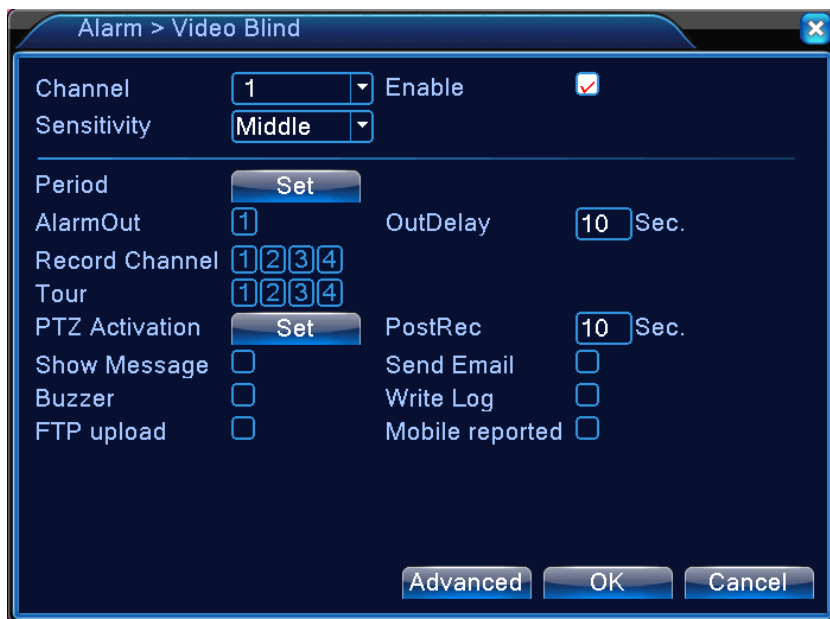 Alarm > Video Blind
Channel 1 Enable
Sensitivity Middle
Period Set
AlarmOut 1 OutDelay 10 Sec.
Record Channel 1 2 3 4
Tour 1 2 3 4
PTZ Activation Set PostRec 10 Sec.
Show Message Send Email
Buzzer Write Log
FTP upload Mobile reported
Advanced OK Cancel